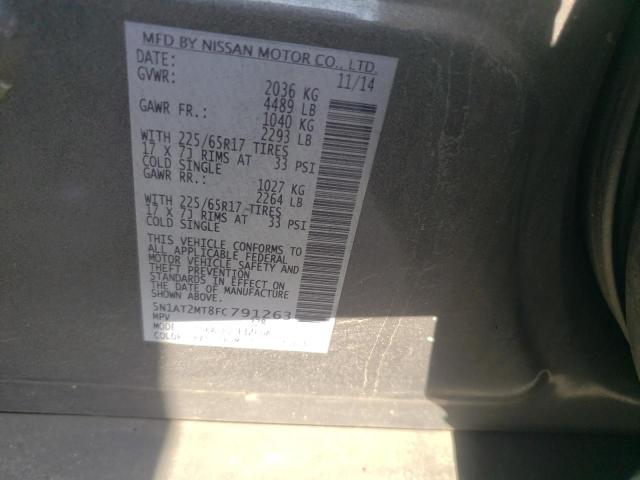 MFD BY NISSAN MOTOR CO., LTD.
DATE: 11/14
GVWR: 2036 KG
4489 LB
GAWR FR.: 1040 KG
2293 LB
WITH 225/65R17 TIRES
17 X 7J RIMS AT 33 PSI
COLD SINGLE
GAWR RR.: 1027 KG
2264 LB
WITH 225/65R17 TIRES
17 X 7J RIMS AT 33 PSI
COLD SINGLE
THIS VEHICLE CONFORMS TO
ALL APPLICABLE FEDERAL
MOTOR VEHICLE SAFETY AND
THEFT PREVENTION
STANDARDS IN EFFECT ON
THE DATE OF MANUFACTURE
SHOWN ABOVE.
5N1AT2MT8FC791263
MPV